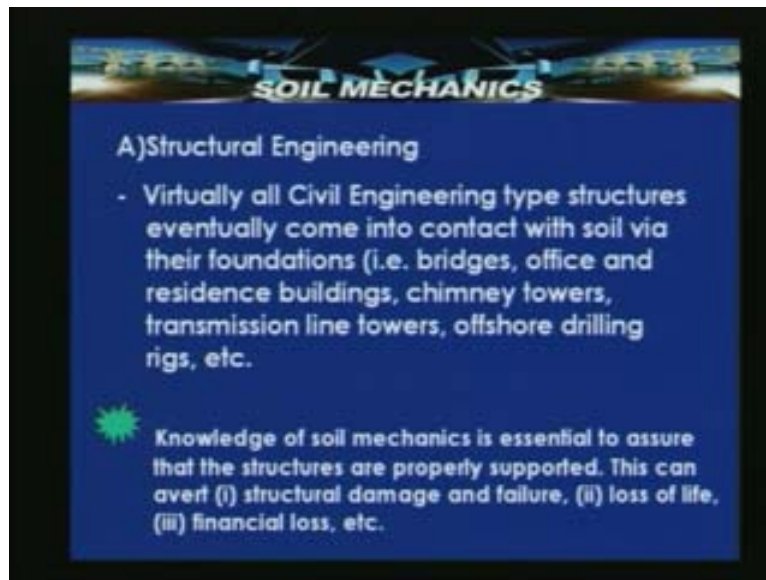 SOIL MECHANICS
A)Structural Engineering
- Virtually all Civil Engineering type structures
eventually come into contact with soil via
their foundations (i.e. bridges, office and
residence buildings, chimney towers,
transmission line towers, offshore drilling
rigs, etc.
Knowledge of soil mechanics is essential to assure
that the structures are properly supported. This can
avert (i) structural damage and failure, (ii) loss of life,
(iii) financial loss, etc.